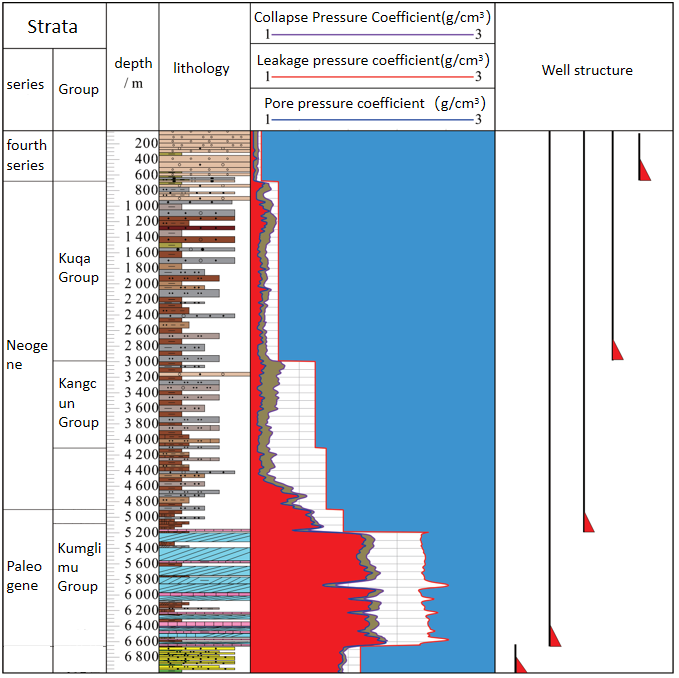 Strata
series
Group
depth
/ m
lithology
Collapse Pressure Coefficient(g/cm³)
1 3
Leakage pressure coefficient(g/cm³)
1 3
Pore pressure coefficient (g/cm³)
1 3
Well structure
fourth
series
Neoge
ne
Paleo
gene
Kuqa
Group
Kangc
un
Group
Kumgli
mu
Group
200
400
600
800
1 000
1 200
1 400
1 600
1 800
2 000
2 200
2 400
2 600
2 800
3 000
3 200
3 400
3 600
3 800
4 000
4 200
4 400
4 600
4 800
5 000
5 200
5 400
5 600
5 800
6 000
6 200
6 400
6 600
6 800